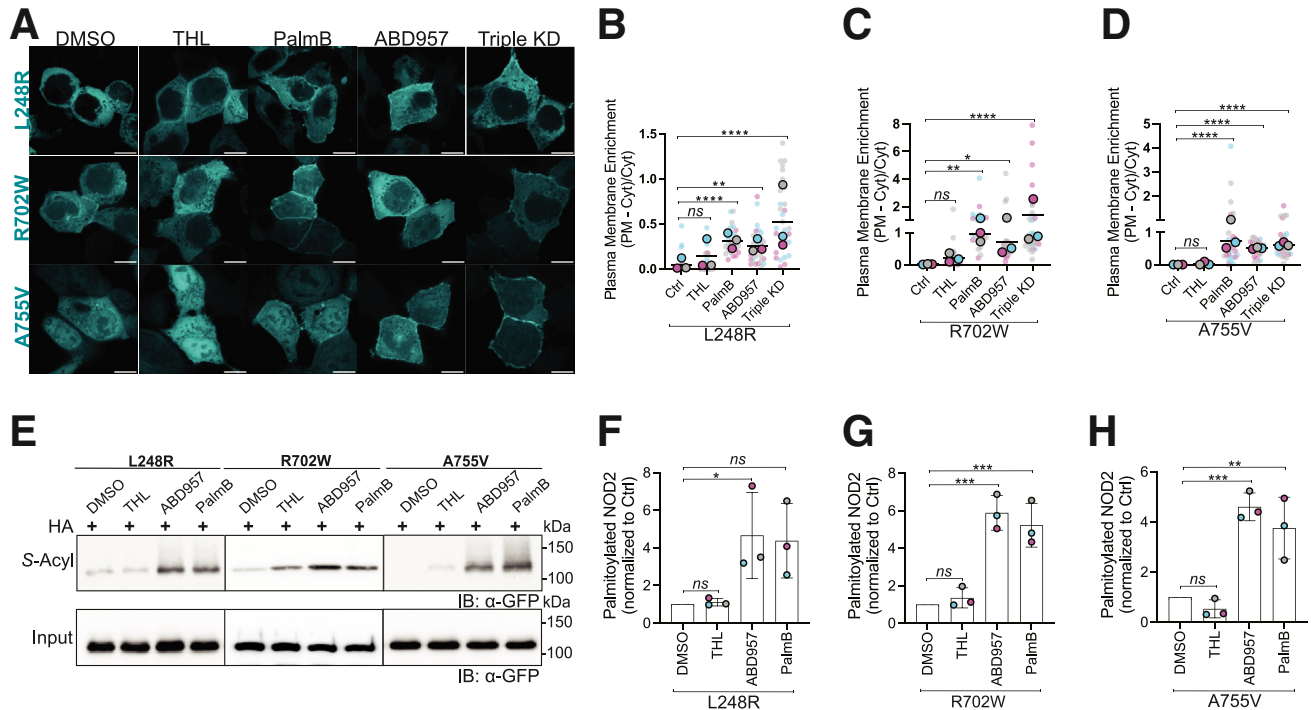 A
DMSO THL PalmB ABD957 Triple KD
L248R
R702W
A755V
B
Plasma Membrane Enrichment
(PM - Cyt)/Cyt)
1.5
1.0
0.5
0.0
****
**
****
ns
Ctrl THL PalmB ABD957 Triple KD
L248R
C
Plasma Membrane Enrichment
(PM - Cyt)/Cyt)
8
6
4
2
1
0
****
*
**
ns
Ctrl THL PalmB ABD957 Triple KD
R702W
D
Plasma Membrane Enrichment
(PM - Cyt)/Cyt)
5
4
3
2
1
1
0
****
****
****
ns
Ctrl THL PalmB ABD957 Triple KD
A755V
E
L248R R702W A755V
DMSO THL ABD957 PalmB DMSO THL ABD957 PalmB DMSO THL ABD957 PalmB
HA + + + + + + + + + + + + kDa
S-Acyl
150
100
IB: α-GFP
kDa
Input
150
100
IB: α-GFP
F
Palmitoylated NOD2
(normalized to Ctrl)
8
6
4
2
0
ns
*
ns
DMSO THL ABD957 PalmB
L248R
G
Palmitoylated NOD2
(normalized to Ctrl)
8
6
4
2
0
***
***
ns
DMSO THL ABD957 PalmB
R702W
H
Palmitoylated NOD2
(normalized to Ctrl)
6
4
2
0
**
***
ns
DMSO THL ABD957 PalmB
A755V